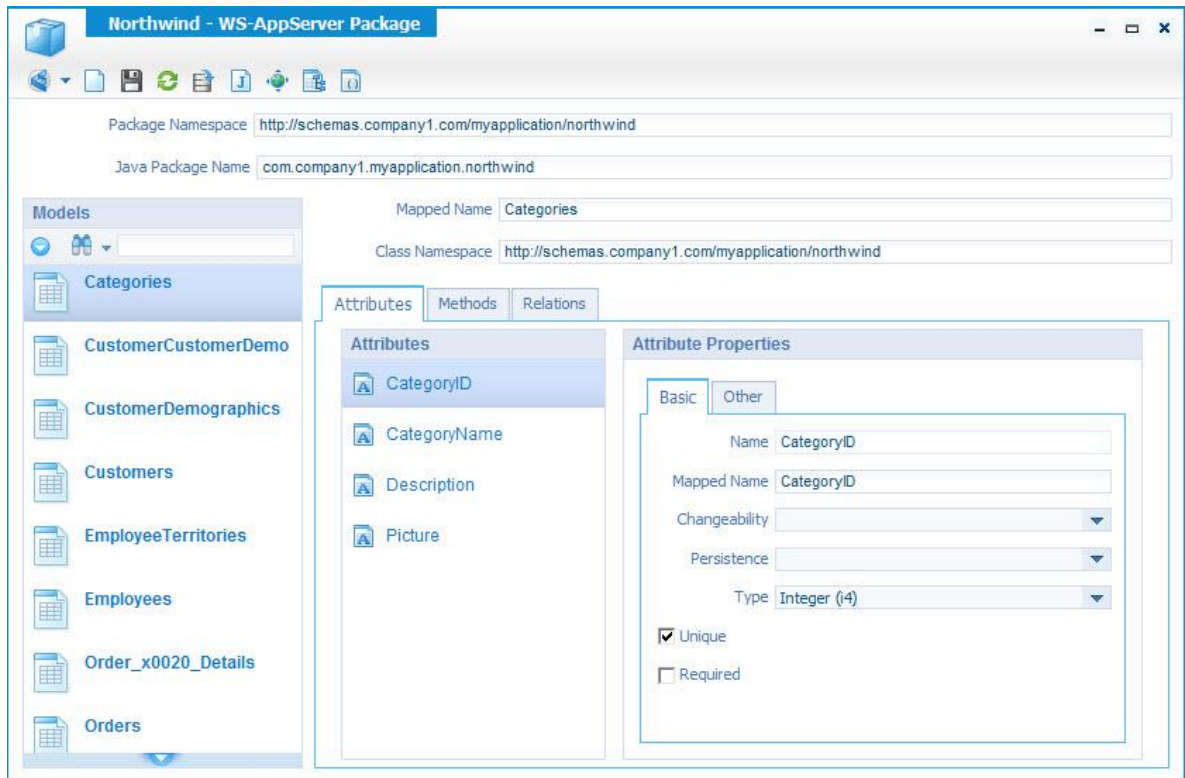 Northwind - WS-AppServer Package
Package Namespace http://schemas.company1.com/myapplication/northwind
Java Package Name com.company1.myapplication.northwind
Models
Mapped Name Categories
Class Namespace http://schemas.company1.com/myapplication/northwind
Categories
CustomerCustomerDemo
CustomerDemographics
Customers
EmployeeTerritories
Employees
Order_x0020_Details
Orders
Attributes Methods Relations
Attributes
CategoryID
CategoryName
Description
Picture
Attribute Properties
Basic Other
Name CategoryID
Mapped Name CategoryID
Changeability
Persistence
Type Integer (i4)
Unique
Required